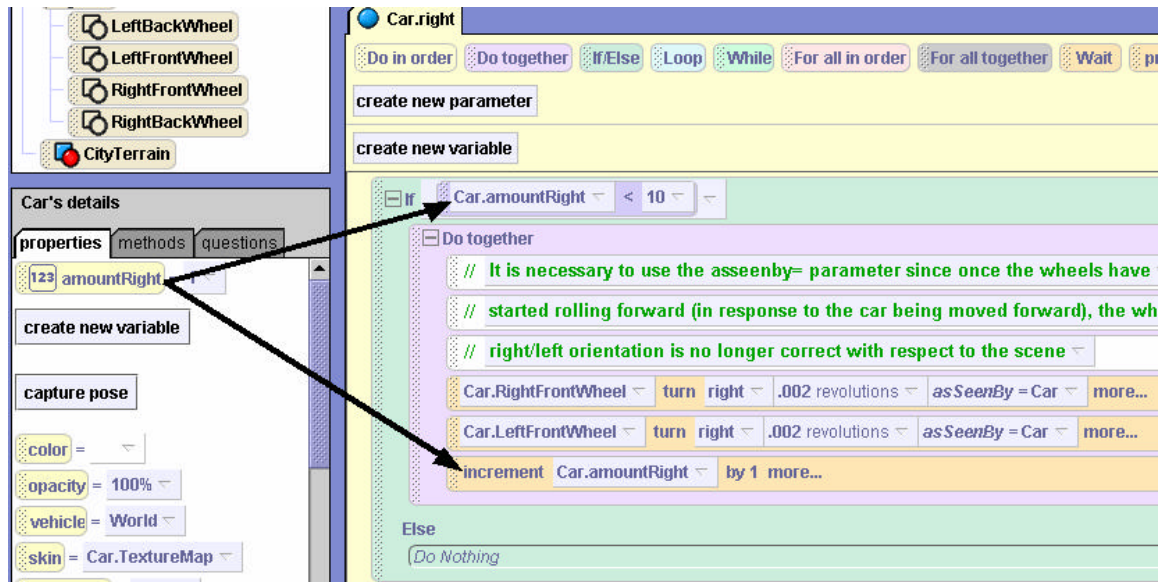 LeftBackWheel
LeftFrontWheel
RightFrontWheel
RightBackWheel
CityTerrain
Car's details
properties methods questions
123 amountRight
create new variable
capture pose
color =
opacity = 100%
vehicle = World
skin = Car.TextureMap
Car.right
Do in order Do together If/Else Loop While For all in order For all together Wait pr
create new parameter
create new variable
If Car.amountRight < 10
Do together
// It is necessary to use the asseenby= parameter since once the wheels have
// started rolling forward (in response to the car being moved forward), the wh
// right/left orientation is no longer correct with respect to the scene
Car.RightFrontWheel turn right .002 revolutions asSeenBy = Car more...
Car.LeftFrontWheel turn right .002 revolutions asSeenBy = Car more...
increment Car.amountRight by 1 more...
Else
(Do Nothing